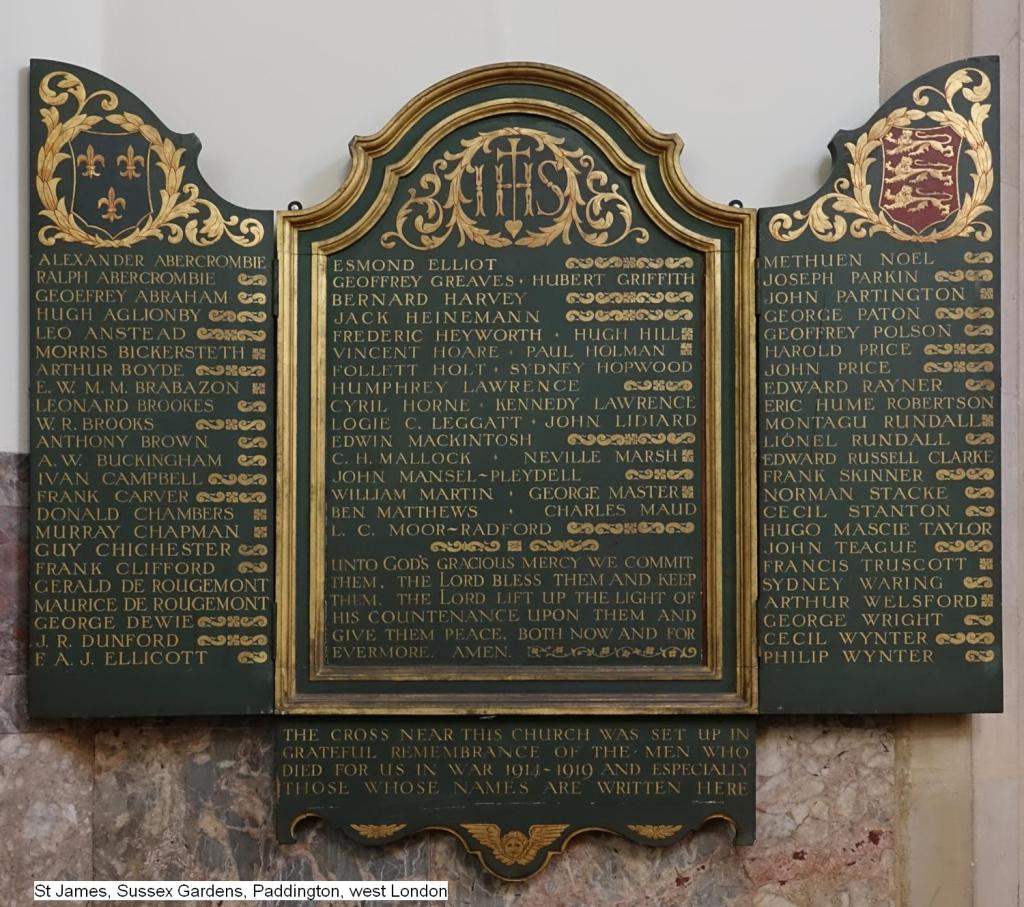 ALEXANDER ABERCROMBIE
RALPH ABERCROMBIE
GEOEFREY ABRAHAM
HUGH AGLIONBY
LEO ANSTEAD
MORRIS BICKERSTETH
ARTHUR BOYDE
E. W. M. M. BRABAZON
LEONARD BROOKES
W. R. BROOKS
ANTHONY BROWN
A. W. BUCKINGHAM
IVAN CAMPBELL
FRANK CARVER
DONALD CHAMBERS
MURRAY CHAPMAN
GUY CHICHESTER
FRANK CLIFFORD
GERALD DE ROUGEMONT
MAURICE DE ROUGEMONT
GEORGE DEWIE
J. R. DUNFORD
F. A. J. ELLICOTT
IHS
ESMOND ELLIOT
GEOFFREY GREAVES · HUBERT GRIFFITH
BERNARD HARVEY
JACK HEINEMANN
FREDERIC HEYWORTH · HUGH HILL
VINCENT HOARE · PAUL HOLMAN
FOLLETT HOLT · SYDNEY HOPWOOD
HUMPHREY LAWRENCE
CYRIL HORNE · KENNEDY LAWRENCE
LOGIE C. LEGGATT · JOHN LIDIARD
EDWIN MACKINTOSH
C. H. MALLOCK · NEVILLE MARSH
JOHN MANSEL~PLEYDELL
WILLIAM MARTIN · GEORGE MASTER
BEN MATTHEWS · CHARLES MAUD
L. C. MOOR~RADFORD
UNTO GOD'S GRACIOUS MERCY WE COMMIT
THEM. THE LORD BLESS THEM AND KEEP
THEM. THE LORD LIFT UP THE LIGHT OF
HIS COUNTENANCE UPON THEM AND
GIVE THEM PEACE. BOTH NOW AND FOR
EVERMORE. AMEN.
METHUEN NOEL
JOSEPH PARKIN
JOHN PARTINGTON
GEORGE PATON
GEOFFREY POLSON
HAROLD PRICE
JOHN PRICE
EDWARD RAYNER
ERIC HUME ROBERTSON
MONTAGU RUNDALL
LIONEL RUNDALL
EDWARD RUSSELL CLARKE
FRANK SKINNER
NORMAN STACKE
CECIL STANTON
HUGO MASCIE TAYLOR
JOHN TEAGUE
FRANCIS TRUSCOTT
SYDNEY WARING
ARTHUR WELSFORD
GEORGE WRIGHT
CECIL WYNTER
PHILIP WYNTER
THE CROSS NEAR THIS CHURCH WAS SET UP IN
GRATEFUL REMEMBRANCE OF THE · MEN WHO
DIED FOR US IN WAR 1914~1919 AND ESPECIALLY
THOSE WHOSE NAMES ARE WRITTEN HERE
St James, Sussex Gardens, Paddington, west London